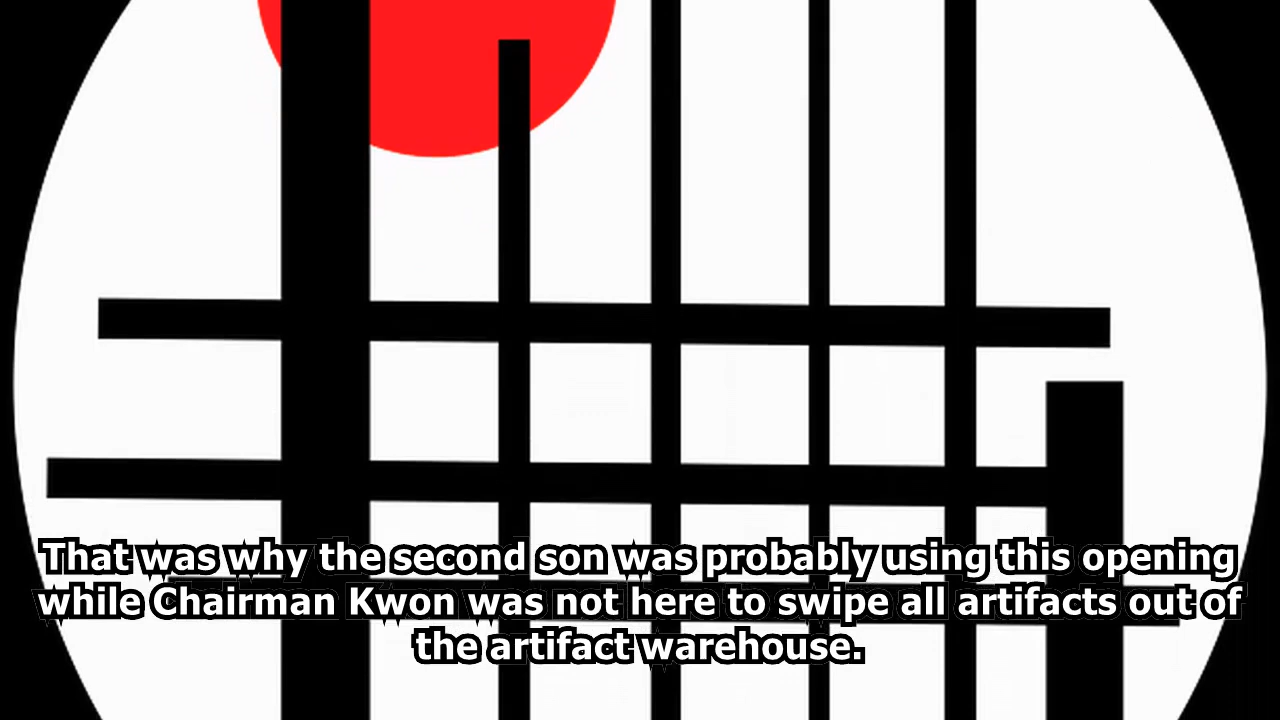 That was why the second son was probably using this opening
while Chairman Kwon was not here to swipe all artifacts out of
the artifact warehouse.